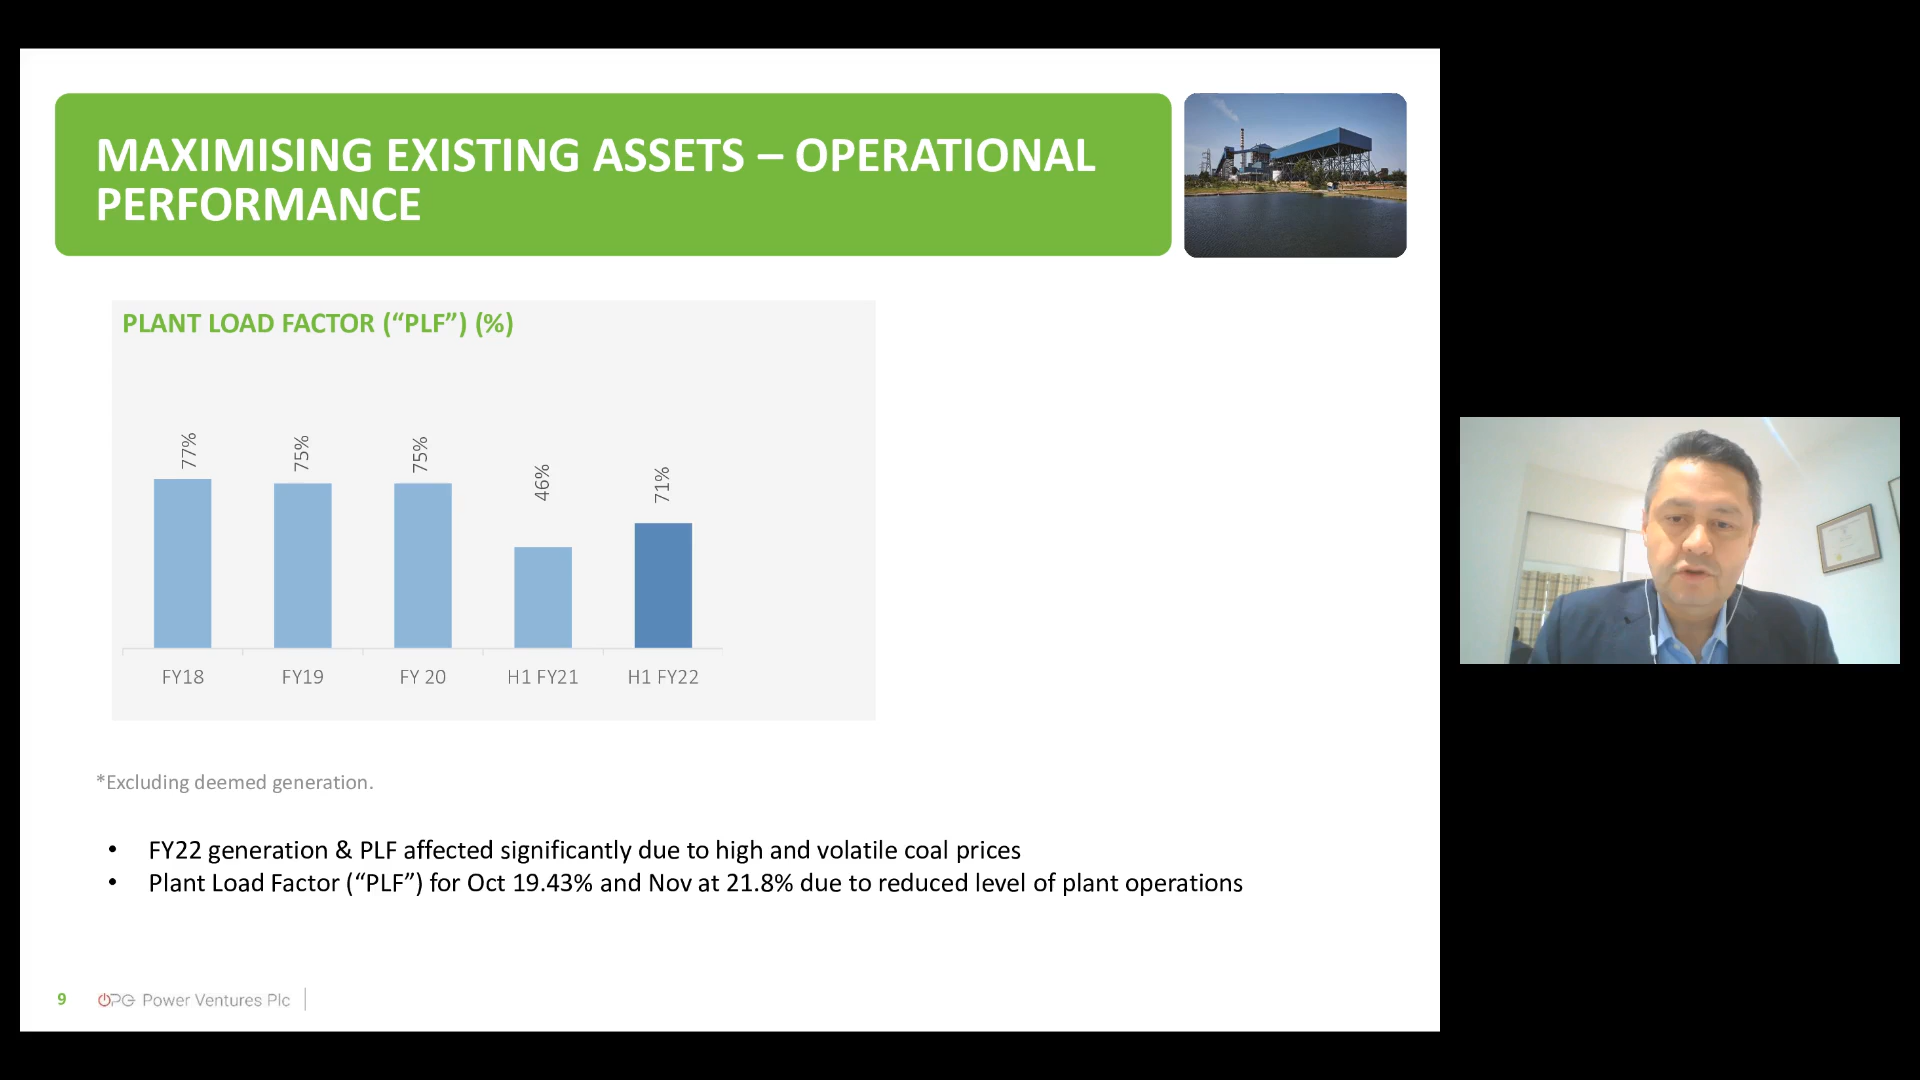 MAXIMISING EXISTING ASSETS – OPERATIONAL
PERFORMANCE
PLANT LOAD FACTOR (“PLF”) (%)
77%
75%
75%
46%
71%
FY18
FY19
FY 20
H1 FY21
H1 FY22
*Excluding deemed generation.
• FY22 generation & PLF affected significantly due to high and volatile coal prices
• Plant Load Factor (“PLF”) for Oct 19.43% and Nov at 21.8% due to reduced level of plant operations
9 OPG Power Ventures Plc